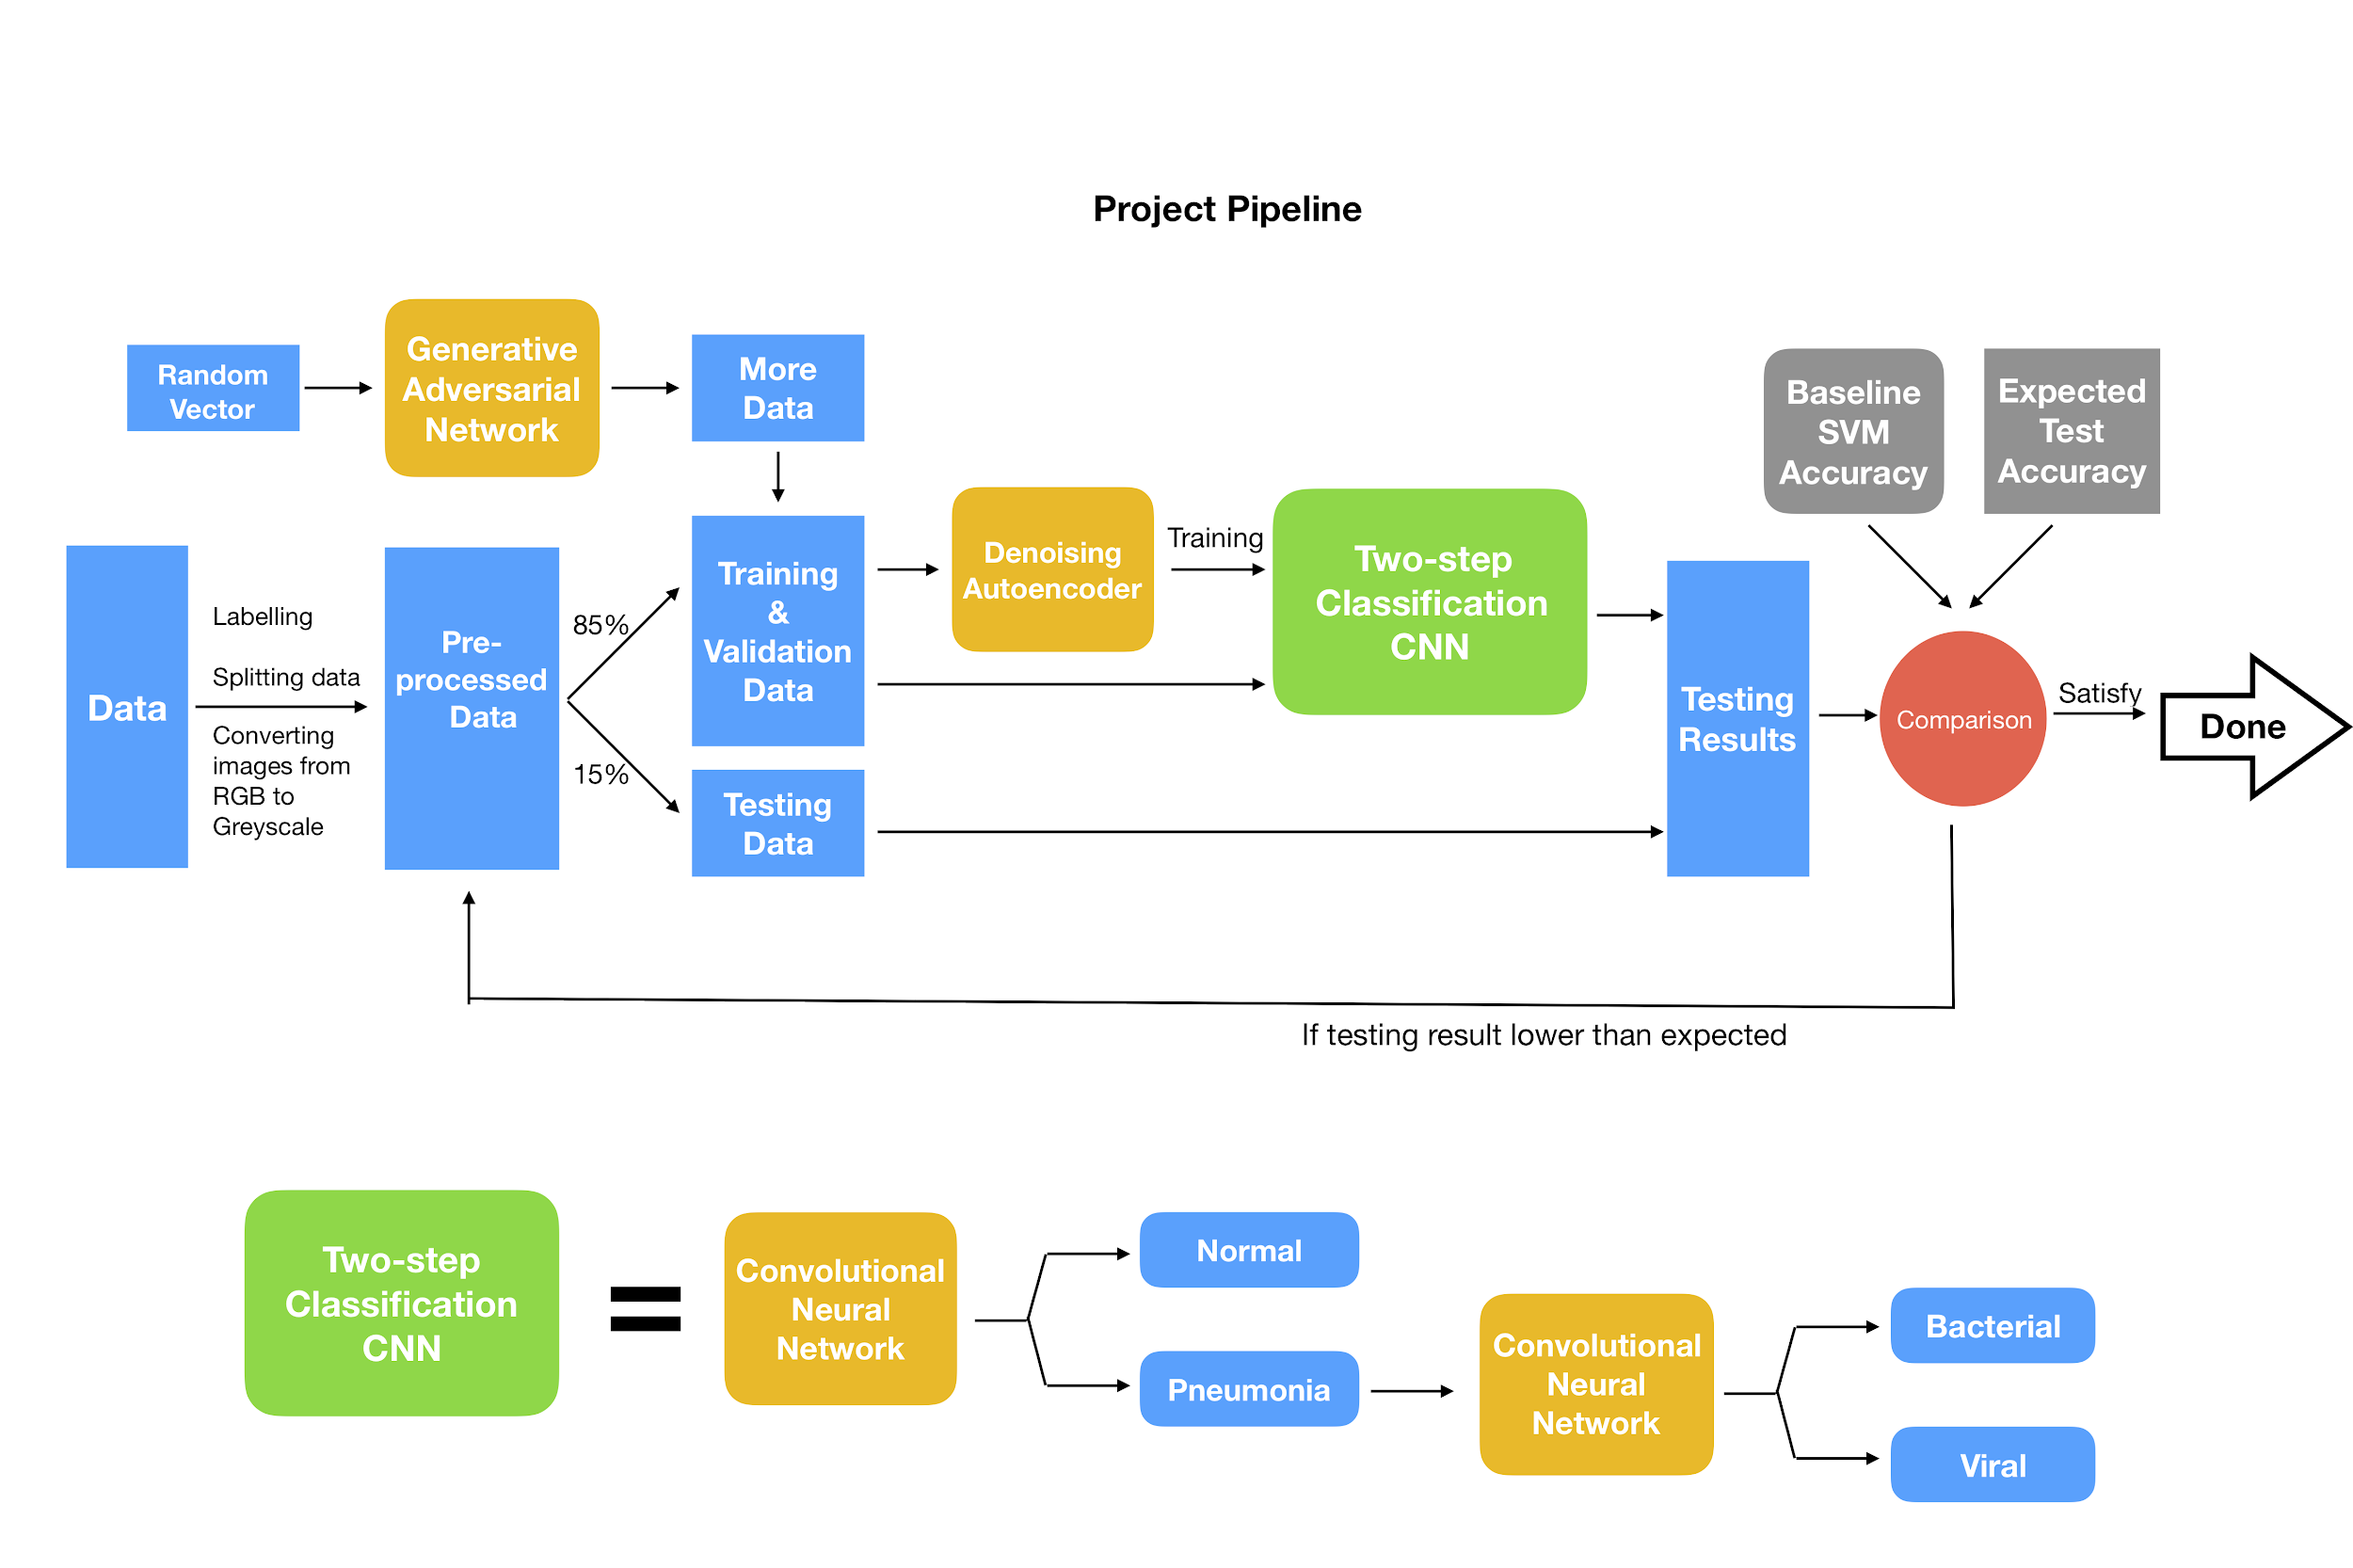 Project Pipeline
Random
Vector
Generative
Adversarial
Network
More
Data
Baseline
SVM
Accuracy
Expected
Test
Accuracy
Data
Labelling
Splitting data
Converting
images from
RGB to
Greyscale
Pre-
processed
Data
85%
15%
Training
&
Validation
Data
Testing
Data
Denoising
Autoencoder
Training
Two-step
Classification
CNN
Testing
Results
Comparison
Satisfy
Done
If testing result lower than expected
Two-step
Classification
CNN
=
Convolutional
Neural
Network
Normal
Pneumonia
Convolutional
Neural
Network
Bacterial
Viral